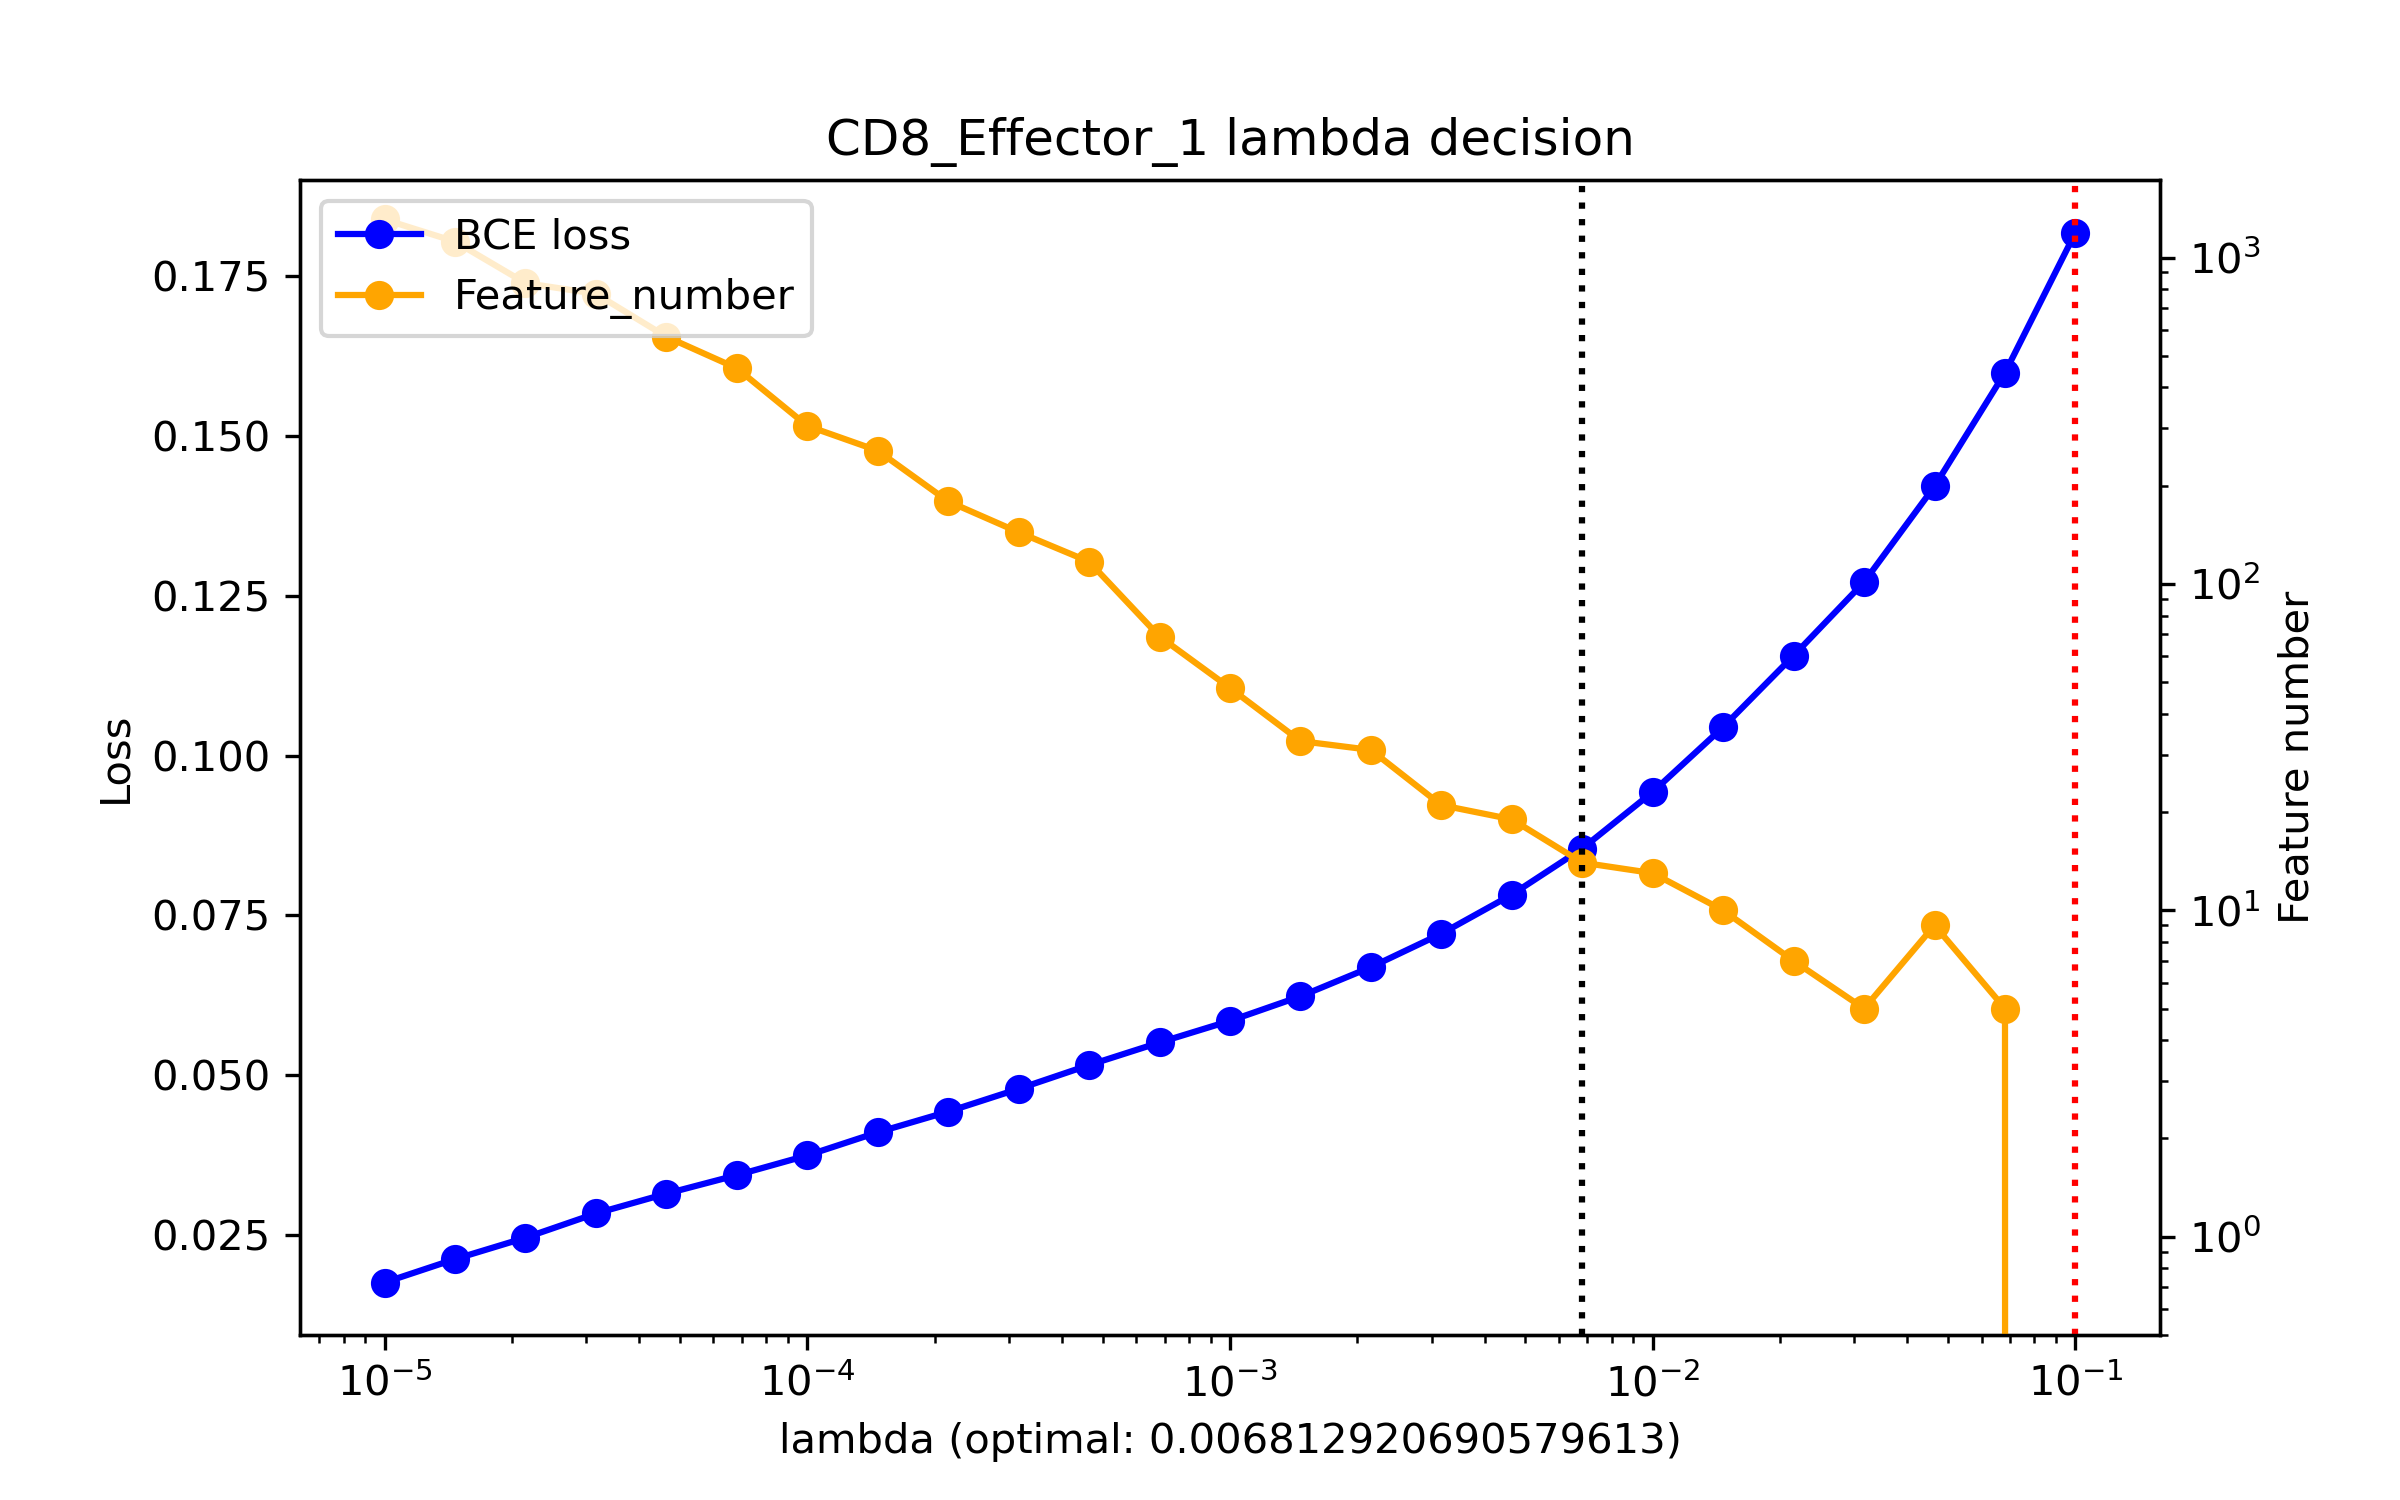 CD8_Effector_1 lambda decision
BCE loss
Feature_number
0.175
0.150
0.125
0.100
0.075
0.050
0.025
Loss
10³
10²
10¹
10⁰
Feature number
10⁻⁵ 10⁻⁴ 10⁻³ 10⁻² 10⁻¹
lambda (optimal: 0.006812920690579613)